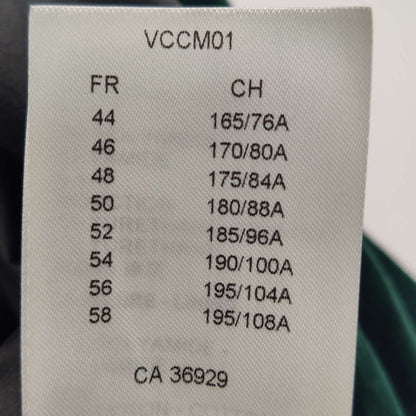 VCCM01
FR CH
44 165/76A
46 170/80A
48 175/84A
50 180/88A
52 185/96A
54 190/100A
56 195/104A
58 195/108A
CA 36929